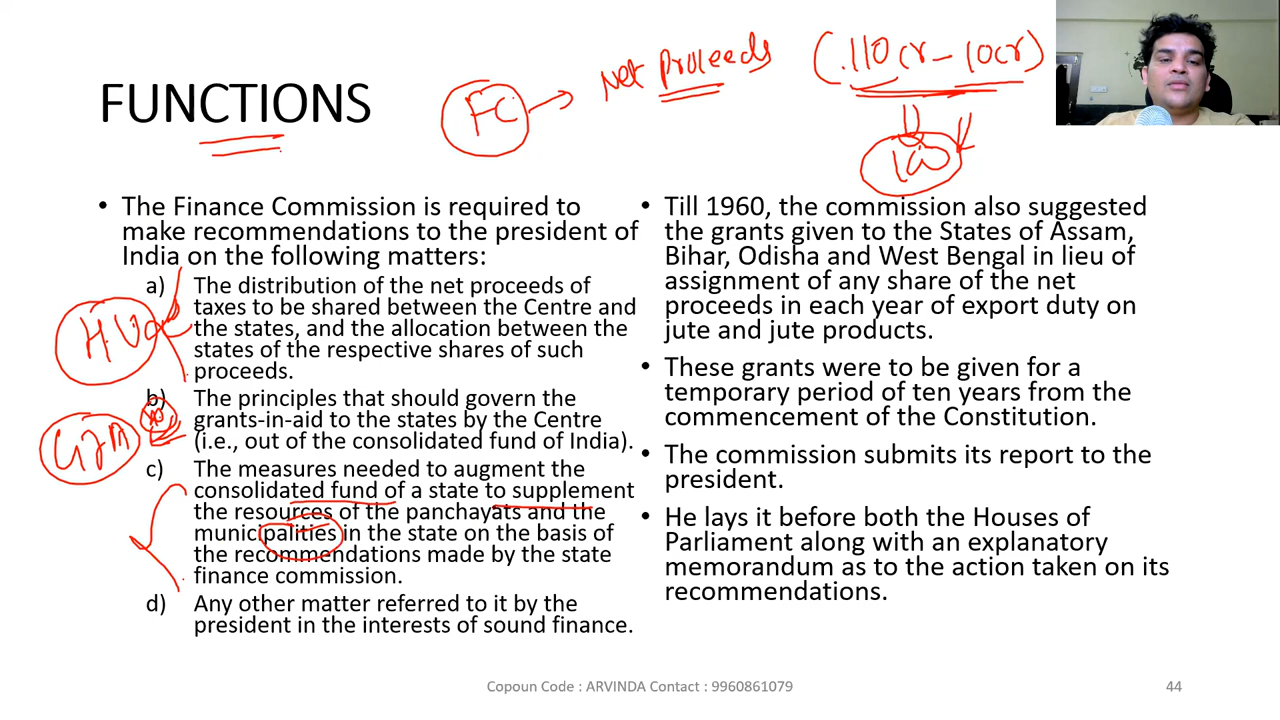 FUNCTIONS
FC
Net Proceeds
(.110 cr - 10 cr)
100
• The Finance Commission is required to
make recommendations to the president of
India on the following matters:
a) The distribution of the net proceeds of
taxes to be shared between the Centre and
the states, and the allocation between the
states of the respective shares of such
proceeds.
b) The principles that should govern the
grants-in-aid to the states by the Centre
(i.e., out of the consolidated fund of India).
c) The measures needed to augment the
consolidated fund of a state to supplement
the resources of the panchayats and the
municipalities in the state on the basis of
the recommendations made by the state
finance commission.
d) Any other matter referred to it by the
president in the interests of sound finance.
GIA
• Till 1960, the commission also suggested
the grants given to the States of Assam,
Bihar, Odisha and West Bengal in lieu of
assignment of any share of the net
proceeds in each year of export duty on
jute and jute products.
• These grants were to be given for a
temporary period of ten years from the
commencement of the Constitution.
• The commission submits its report to the
president.
• He lays it before both the Houses of
Parliament along with an explanatory
memorandum as to the action taken on its
recommendations.
Copoun Code : ARVINDA Contact : 9960861079
44